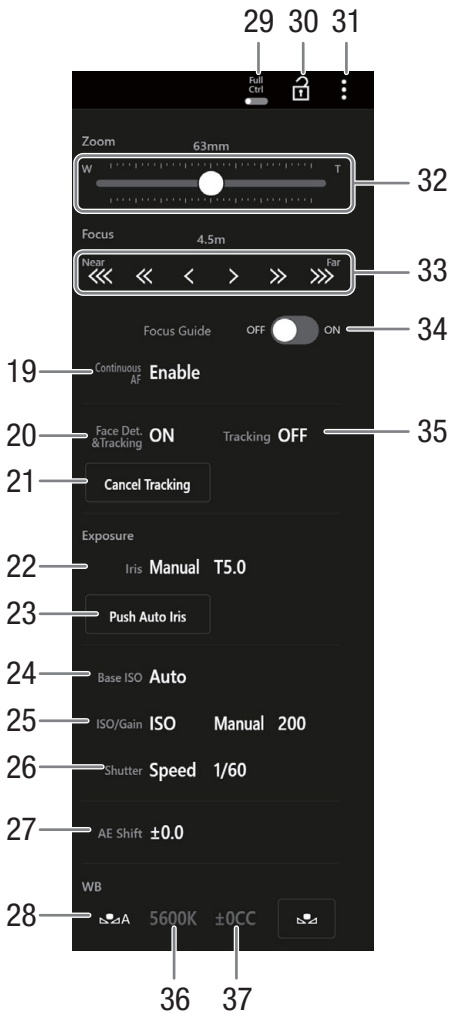 29 30 31
Full
Ctrl
Zoom 63mm
W T
32
Focus 4.5m
Near Far
33
Focus Guide OFF ON 34
19 Continuous
AF Enable
20 Face Det.
&Tracking ON Tracking OFF 35
21 Cancel Tracking
Exposure
22 Iris Manual T5.0
23 Push Auto Iris
24 Base ISO Auto
25 ISO/Gain ISO Manual 200
26 Shutter Speed 1/60
27 AE Shift ±0.0
WB
28 A 5600K ±0CC
36 37